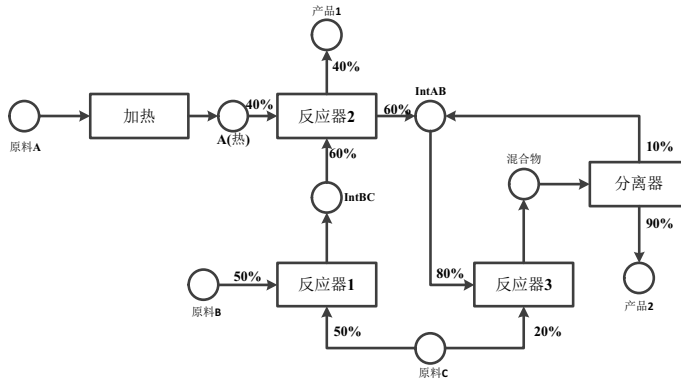 产品1
40%
IntAB
加热
40%
反应器2
60%
原料A
A(热)
60%
10%
混合物
分离器
IntBC
90%
50%
反应器1
80%
反应器3
产品2
原料B
50%
20%
原料C